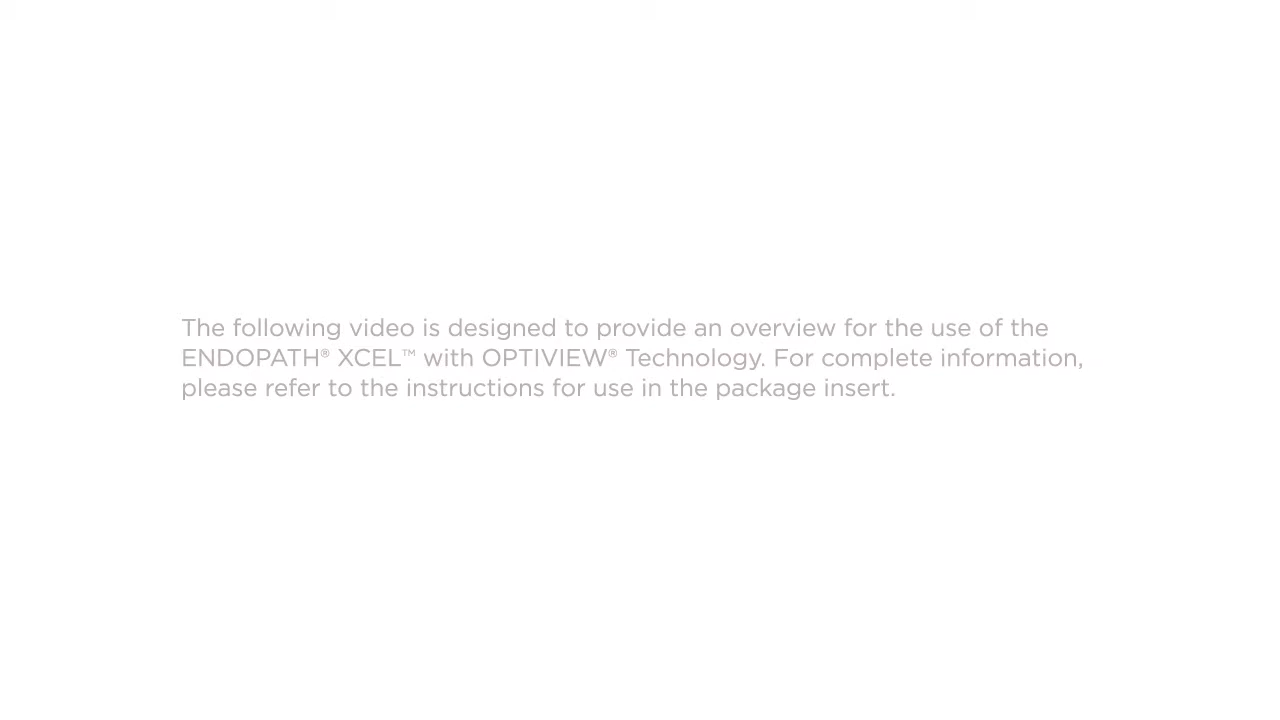 The following video is designed to provide an overview for the use of the
ENDOPATH® XCEL™ with OPTIVIEW® Technology. For complete information,
please refer to the instructions for use in the package insert.